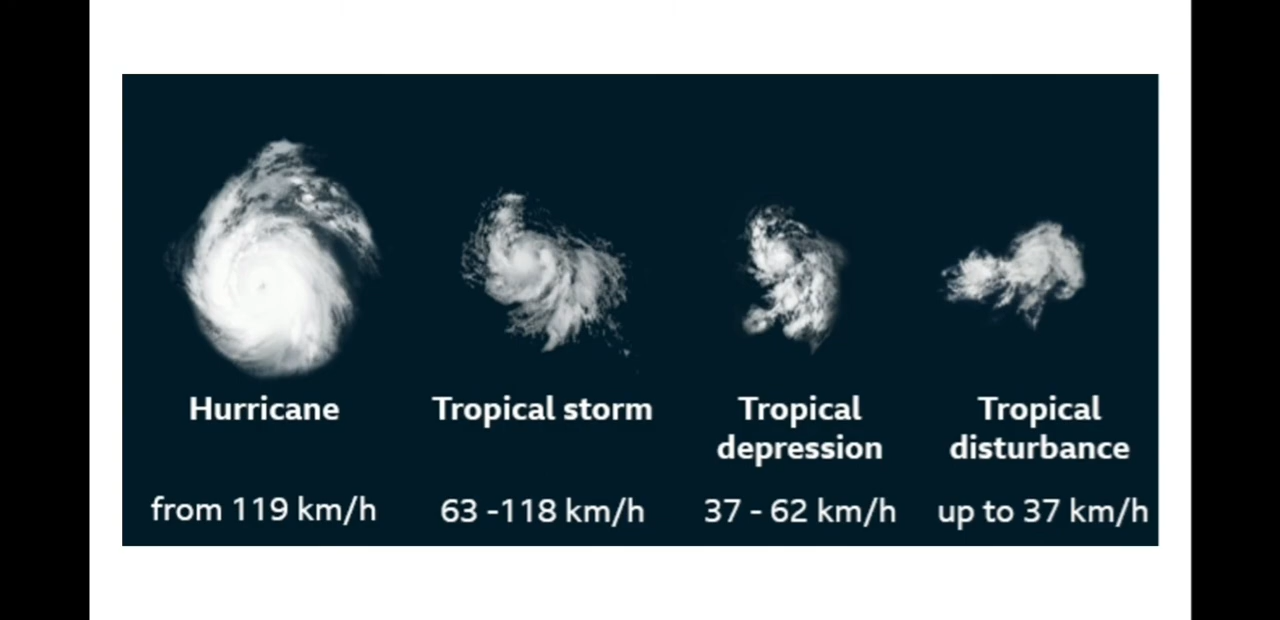 Hurricane
from 119 km/h
Tropical storm
63 -118 km/h
Tropical
depression
37 - 62 km/h
Tropical
disturbance
up to 37 km/h